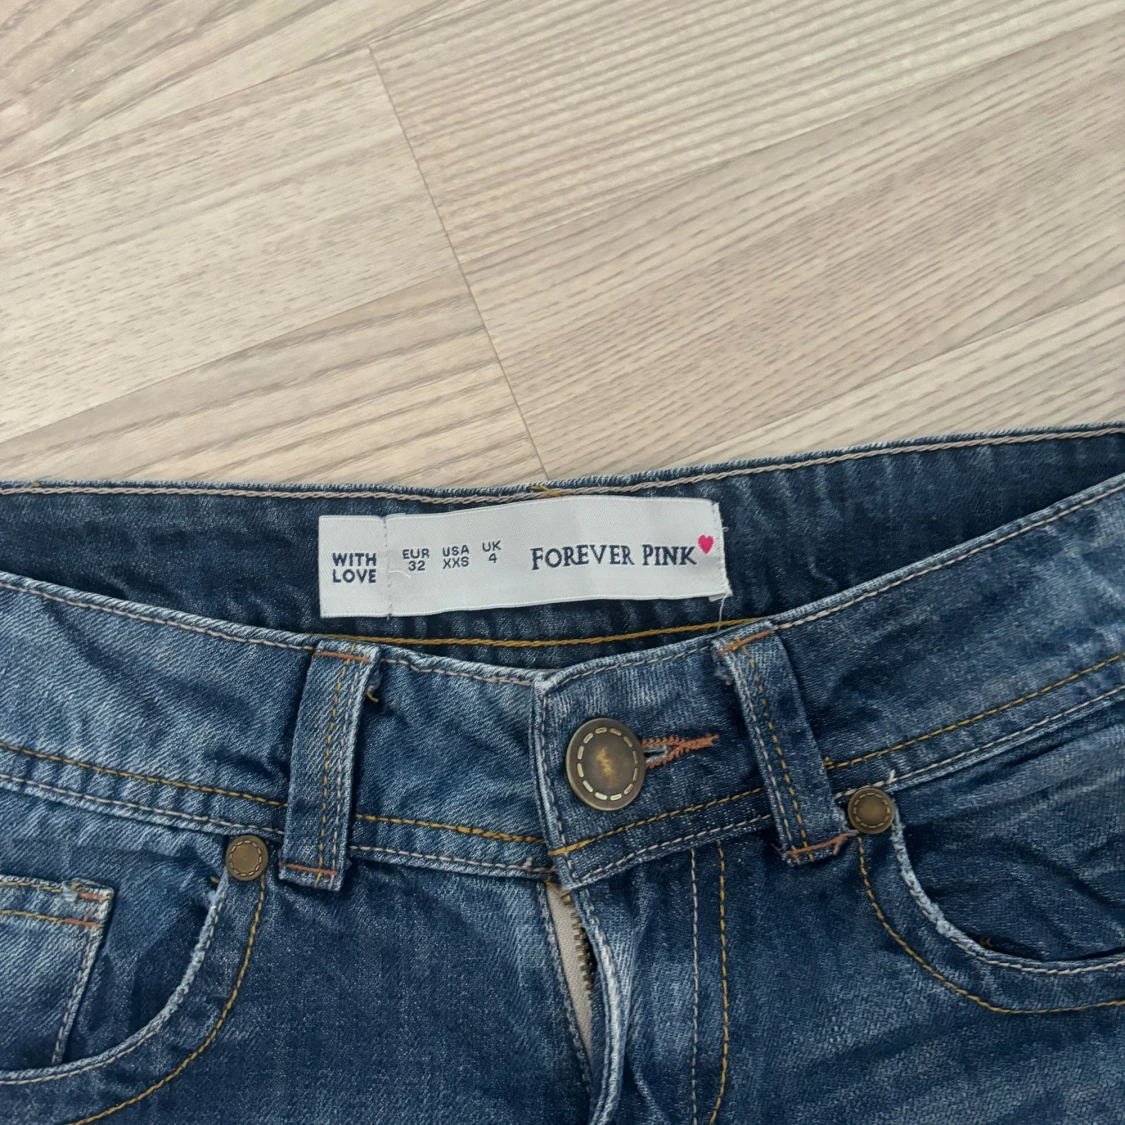 WITH
LOVE
EUR USA UK
32 XXS 4
FOREVER PINK